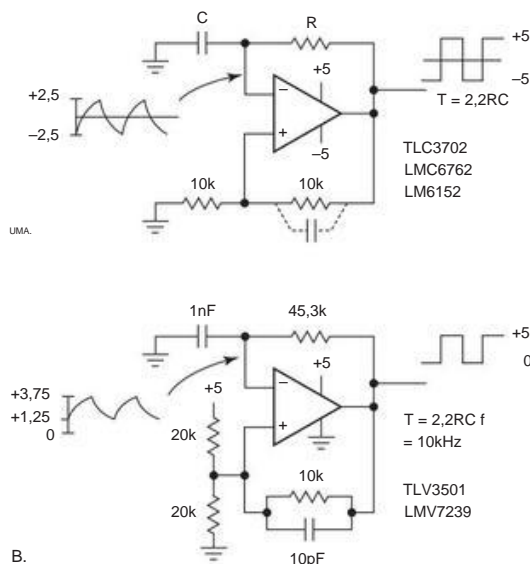 C
R
+5
+5
–5
T = 2,2RC
+2,5
–2,5
–
+
–5
TLC3702
LMC6762
LM6152
10k
10k
UMA.
1nF
45,3k
+5
0
+5
+5
–
+
+3,75
+1,25
0
20k
20k
10k
10pF
T = 2,2RC f
= 10kHz
TLV3501
LMV7239
B.